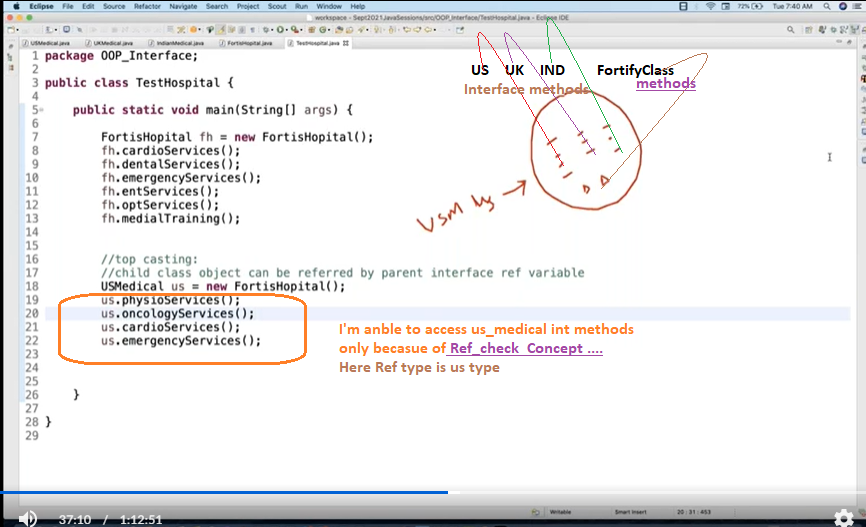 Eclipse File Edit Source Refactor Navigate Search Project Scout Run Window Help 72% Tue 7:40 AM
workspace - Sept2021JavaSessions/src/OOP_Interface/TestHospital.java - Eclipse IDE
USMedical.java UKMedical.java IndianMedical.java FortisHospital.java TestHospital.java
1 package OOP_Interface;
2
3 public class TestHospital {
4
5 public static void main(String[] args) {
6
7 FortisHospital fh = new FortisHospital();
8 fh.cardioServices();
9 fh.dentalServices();
10 fh.emergencyServices();
11 fh.entServices();
12 fh.optServices();
13 fh.medialTraining();
14
15
16 //top casting:
17 //child class object can be referred by parent interface ref variable
18 USMedical us = new FortisHospital();
19 us.physioServices();
20 us.oncologyServices();
21 us.cardioServices();
22 us.emergencyServices();
23
24
25
26 }
27
28 }
29
US UK IND FortifyClass
Interface methods methods
USM us
I'm anble to access us_medical int methods
only becasue of Ref_check Concept ....
Here Ref type is us type
Writable Smart Insert 20 : 31 : 453
37:10 / 1:12:51